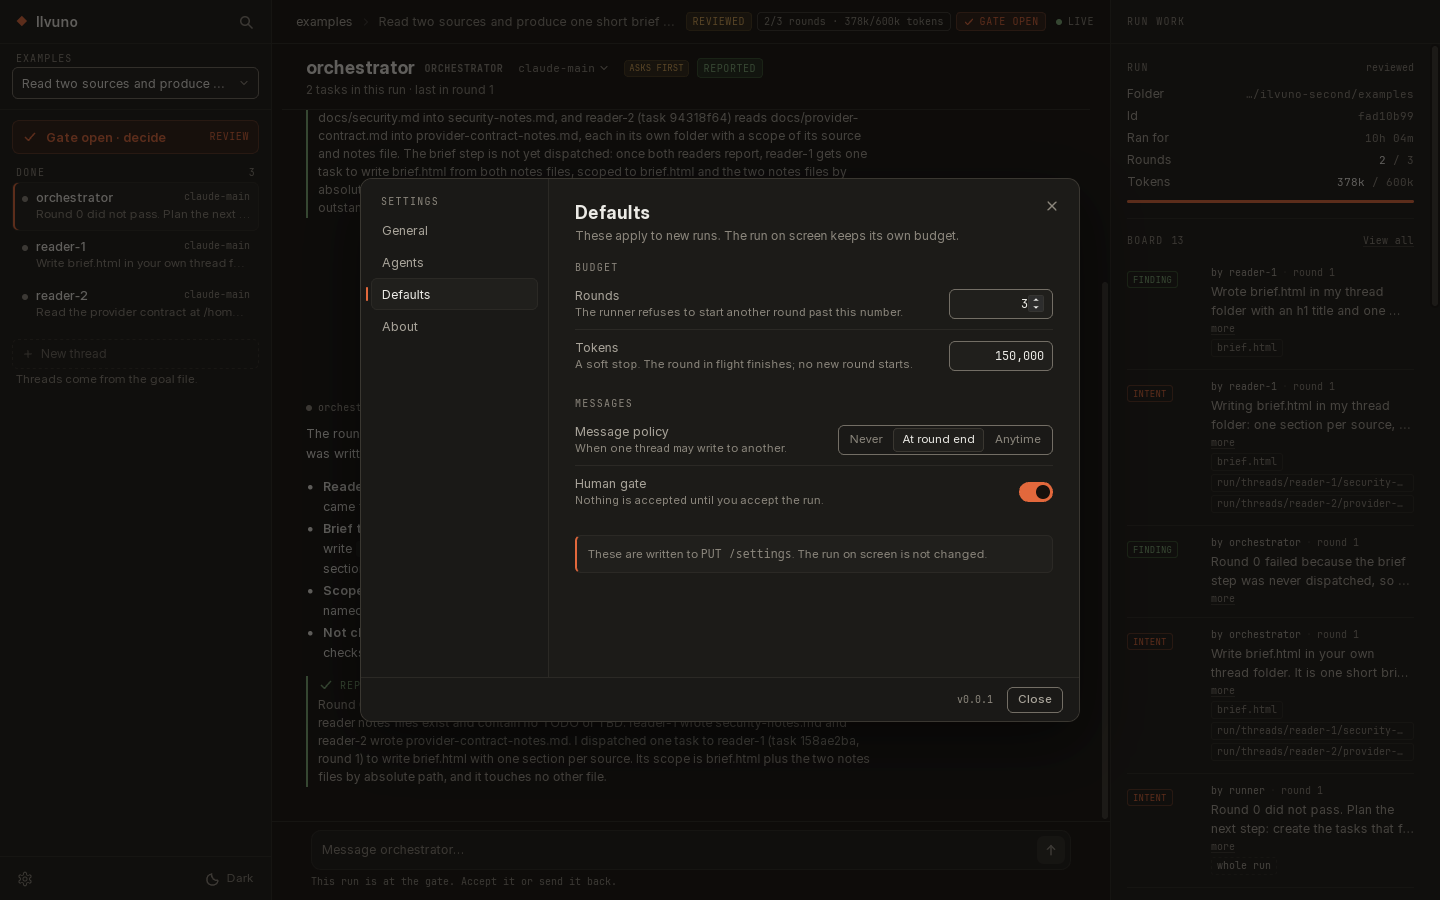 llvuno
EXAMPLES
Read two sources and produce ...
Gate open · decide REVIEW
DONE 3
orchestrator claude-main
Round 0 did not pass. Plan the next ...
reader-1 claude-main
Write brief.html in your own thread f...
reader-2 claude-main
Read the provider contract at /hom...
+ New thread
Threads come from the goal file.
Dark
examples > Read two sources and produce one short brief ... REVIEWED 2/3 rounds · 378k/600k tokens GATE OPEN LIVE
orchestrator ORCHESTRATOR claude-main ASKS FIRST REPORTED
2 tasks in this run · last in round 1
docs/security.md into security-notes.md, and reader-2 (task 94318f64) reads docs/provider-
contract.md into provider-contract-notes.md, each in its own folder with a scope of its source
and notes file. The brief step is not yet dispatched: once both readers report, reader-1 gets one
task to write brief.html from both notes files, scoped to brief.html and the two notes files by
absolut
outstan
orchest
The roun
was writt
• Reade
came
• Brief t
write
sectio
• Scope
named
• Not cl
checks
REP
Round
reader notes files exist and contain no TODO or TBD. reader-1 wrote security-notes.md and
reader-2 wrote provider-contract-notes.md. I dispatched one task to reader-1 (task 158ae2ba,
round 1) to write brief.html with one section per source. Its scope is brief.html plus the two notes
files by absolute path, and it touches no other file.
Message orchestrator...
This run is at the gate. Accept it or send it back.
SETTINGS
General
Agents
Defaults
About
Defaults
These apply to new runs. The run on screen keeps its own budget.
BUDGET
Rounds
The runner refuses to start another round past this number.
3
Tokens
A soft stop. The round in flight finishes; no new round starts.
150,000
MESSAGES
Message policy
When one thread may write to another.
Never At round end Anytime
Human gate
Nothing is accepted until you accept the run.
These are written to PUT /settings. The run on screen is not changed.
v0.0.1 Close
RUN WORK
RUN reviewed
Folder …/ilvuno-second/examples
Id fad10b99
Ran for 10h 04m
Rounds 2 / 3
Tokens 378k / 600k
BOARD 13 View all
FINDING by reader-1 · round 1
Wrote brief.html in my thread
folder with an h1 title and one ...
more
brief.html
INTENT by reader-1 · round 1
Writing brief.html in my thread
folder: one section per source, ...
more
brief.html
run/threads/reader-1/security-…
run/threads/reader-2/provider-…
FINDING by orchestrator · round 1
Round 0 failed because the brief
step was never dispatched, so ...
more
INTENT by orchestrator · round 1
Write brief.html in your own
thread folder. It is one short bri...
more
brief.html
run/threads/reader-1/security-…
run/threads/reader-2/provider-…
INTENT by runner · round 1
Round 0 did not pass. Plan the
next step: create the tasks that f...
more
whole run